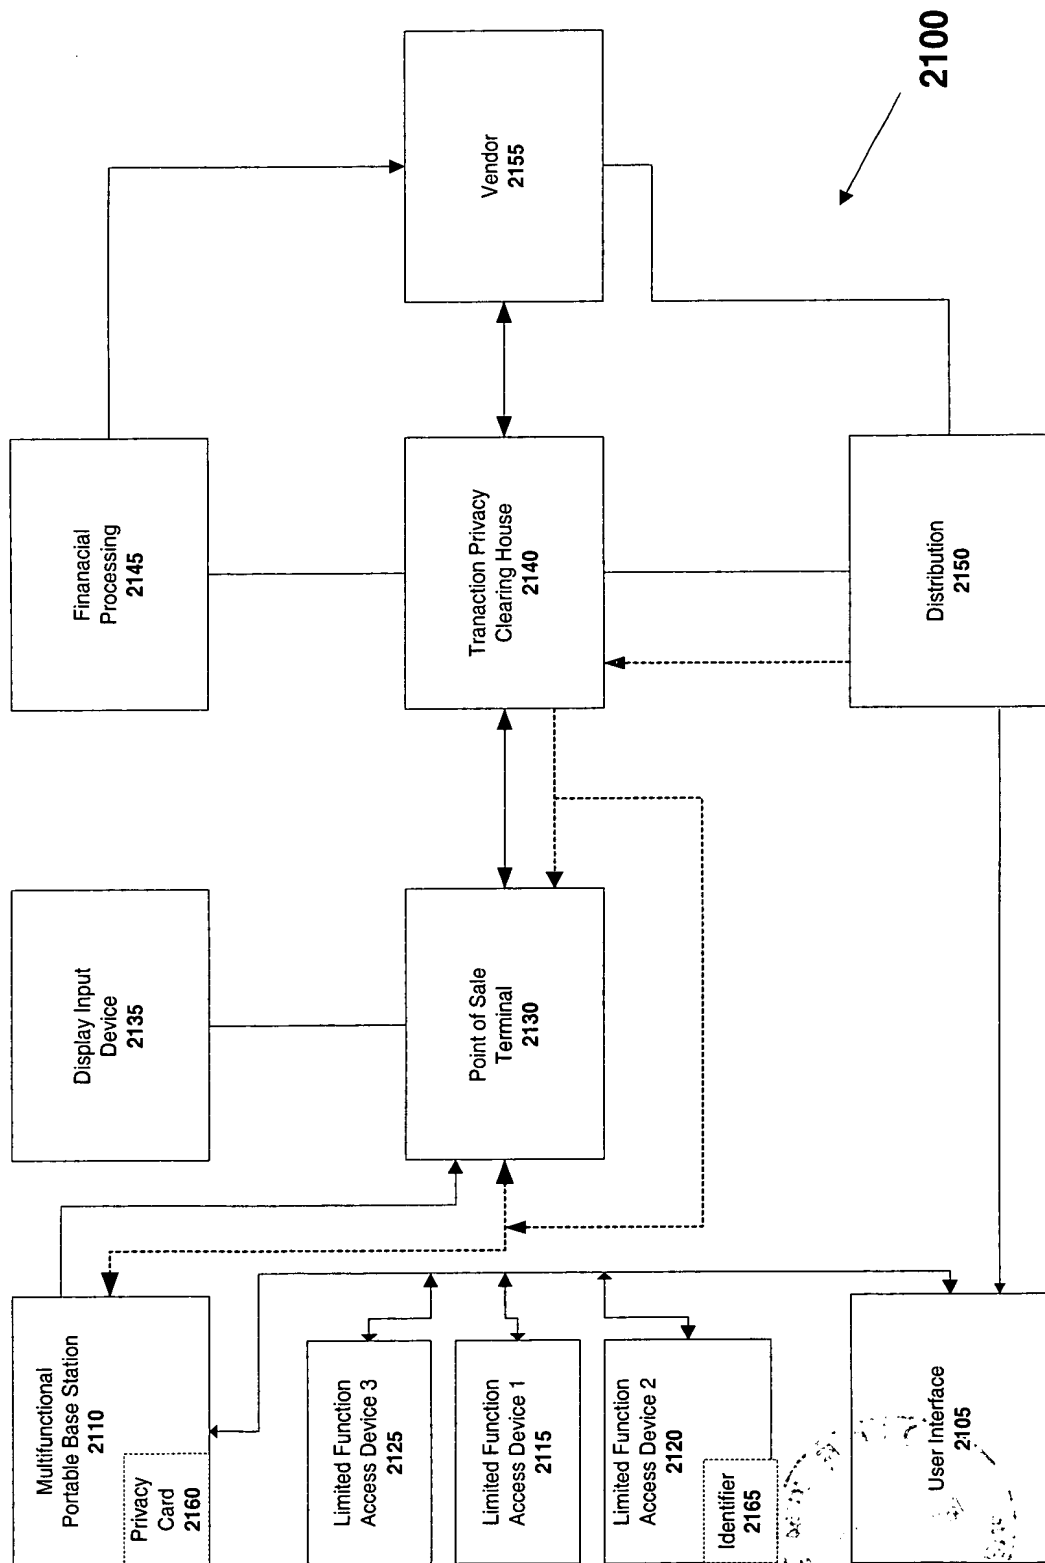 Multifunctional
Portable Base Station
2110
Privacy
Card
2160
Limited Function
Access Device 3
2125
Limited Function
Access Device 1
2115
Limited Function
Access Device 2
2120
Identifier
2165
User Interface
2105
Display Input
Device
2135
Point of Sale
Terminal
2130
Finanacial
Processing
2145
Tranaction Privacy
Clearing House
2140
Distribution
2150
Vendor
2155
2100